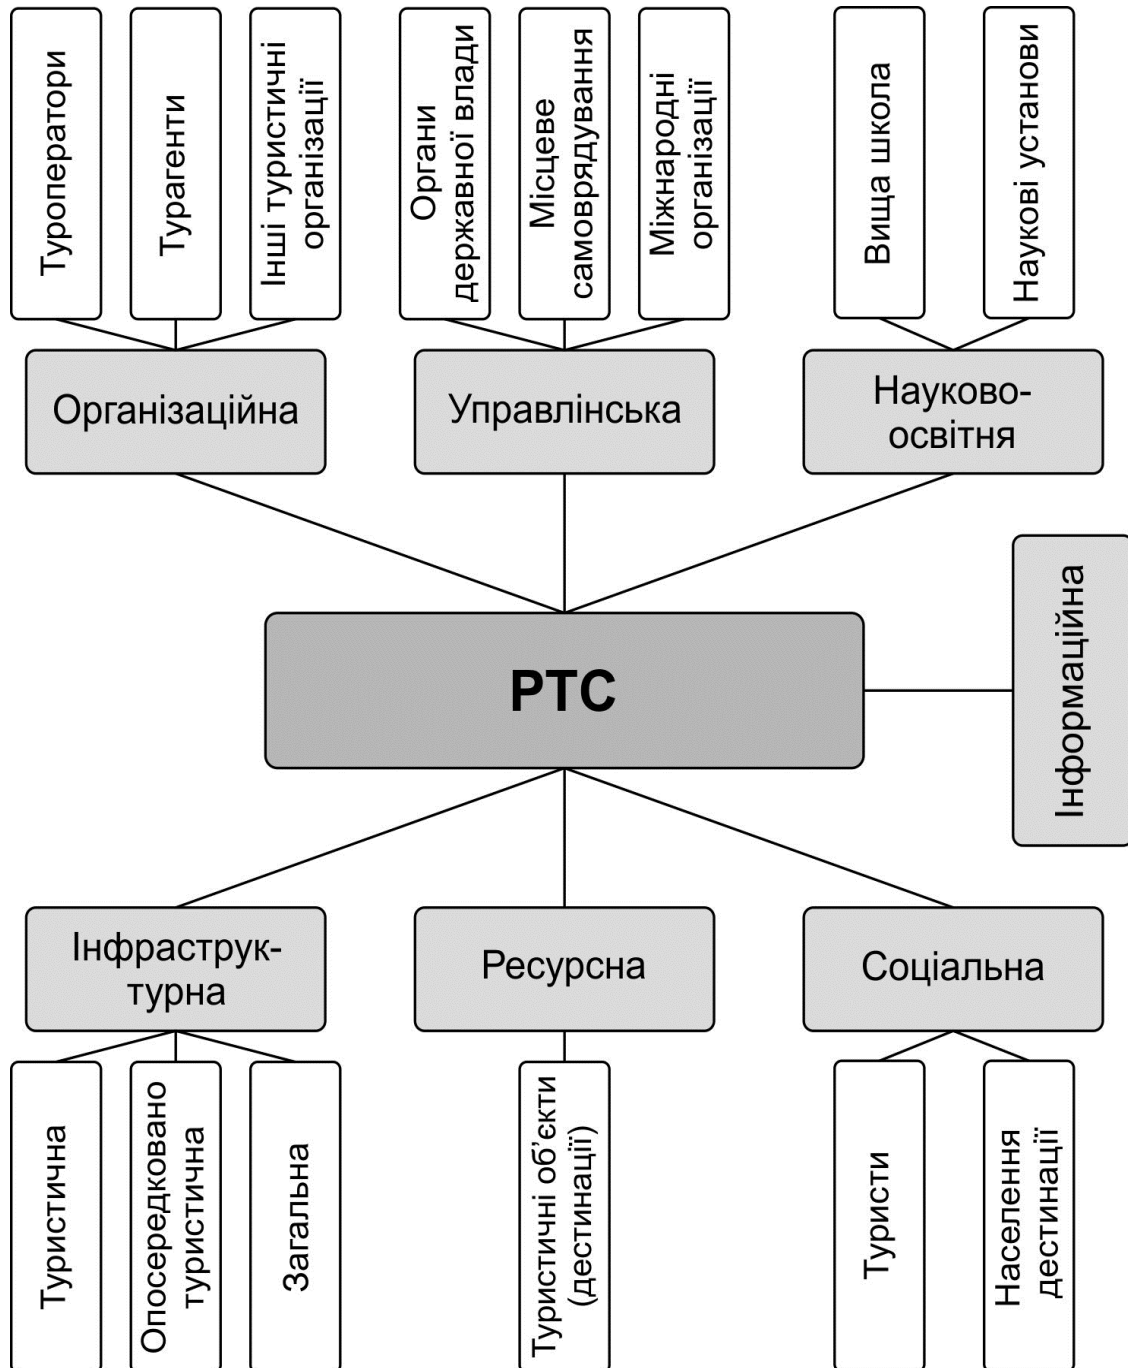 Туроператори
Турагенти
Інші туристичні
організації
Органи
державної влади
Місцеве
самоврядування
Міжнародні
організації
Вища школа
Наукові установи
Організаційна
Управлінська
Науково-
освітня
РТС
Інформаційна
Інфраструк-
турна
Ресурсна
Соціальна
Туристична
Опосередковано
туристична
Загальна
Туристичні об’єкти
(дестинації)
Туристи
Населення
дестинації